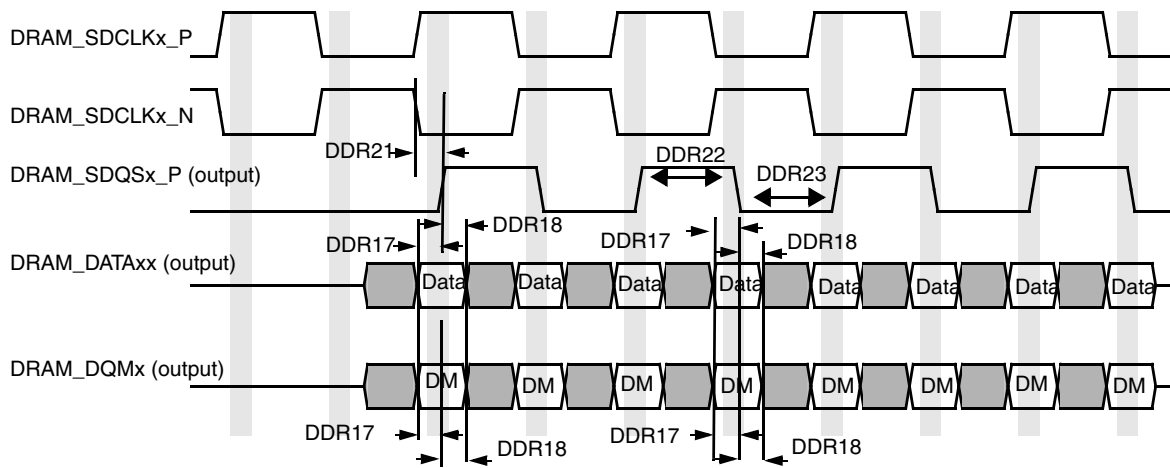 DRAM_SDCLKx_P
DRAM_SDCLKx_N
DDR21
DDR22
DDR23
DRAM_SDQSx_P (output)
DDR17
DDR18
DDR17
DDR18
DRAM_DATAxx (output)
Data
Data
Data
Data
Data
Data
Data
Data
DRAM_DQMx (output)
DM
DM
DM
DM
DM
DM
DM
DM
DDR17
DDR18
DDR17
DDR18